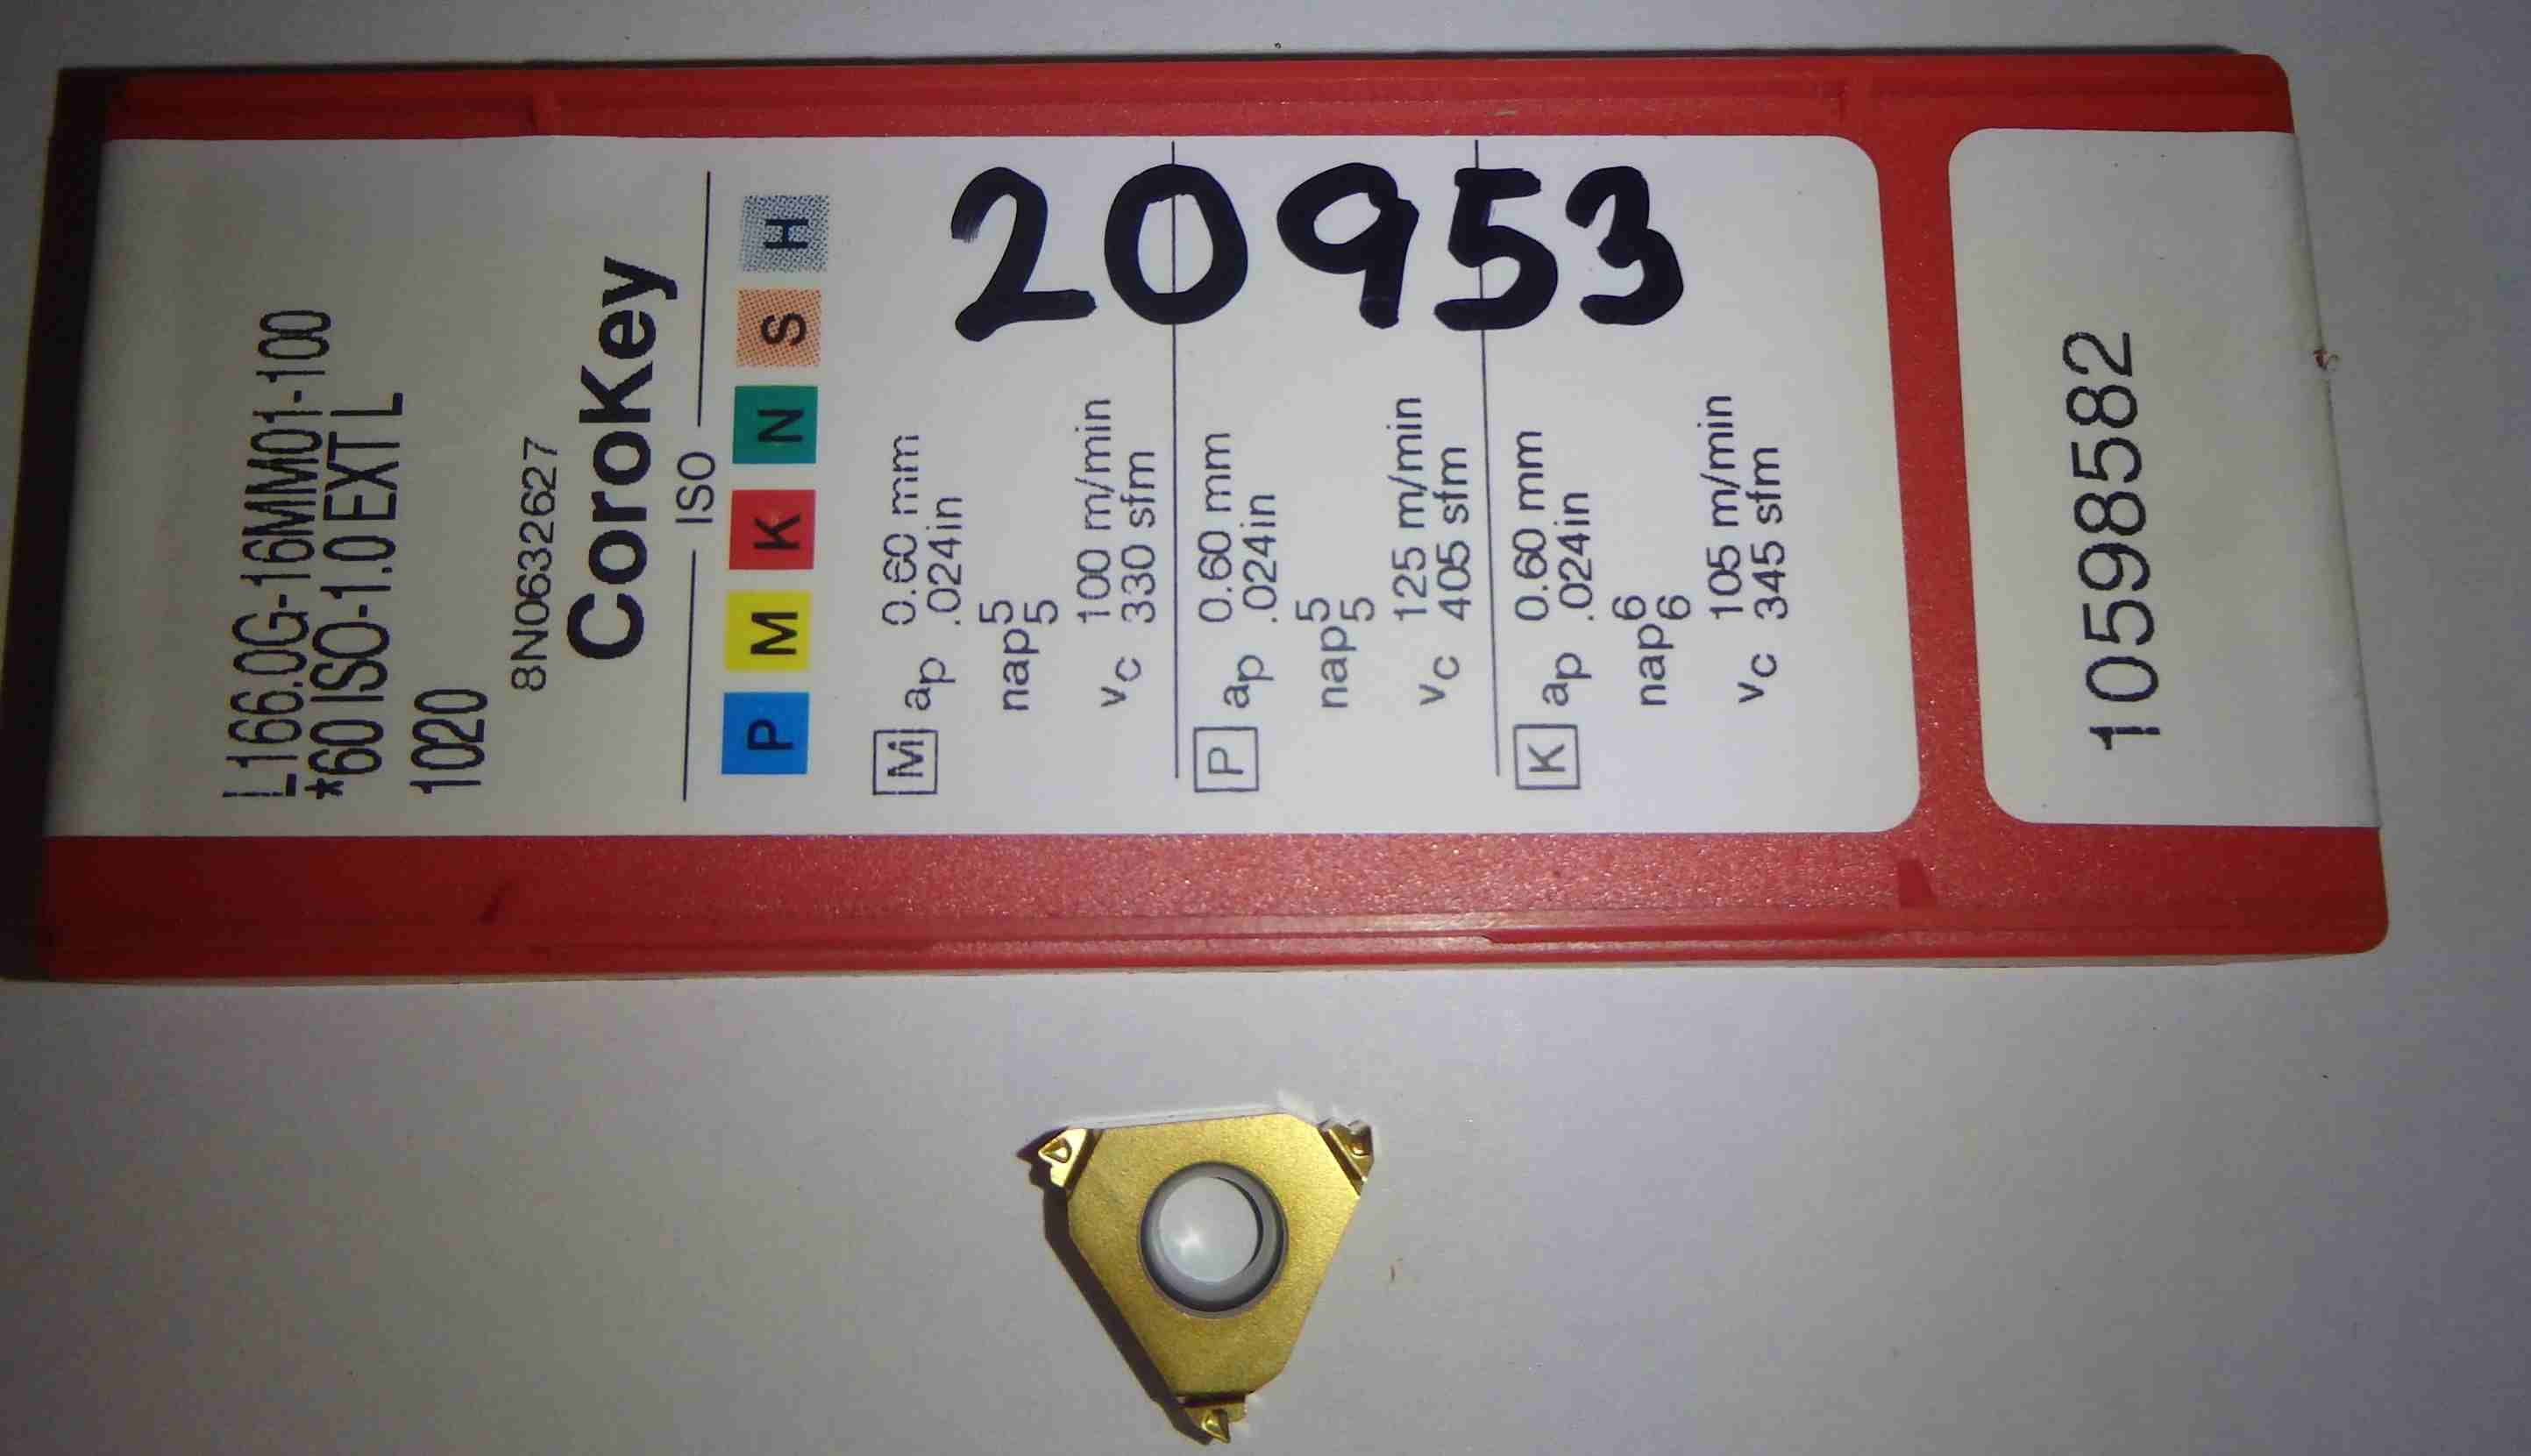 L166.0G-16MM01-100
*60 ISO-1.0 EXT L
1020
8N0632627
CoroKey
ISO
P M K N S H
20953
M ap 0.60 mm
.024in
nap 5
5
vc 100 m/min
330 sfm
P ap 0.60 mm
.024in
nap 5
5
vc 125 m/min
405 sfm
K ap 0.60 mm
.024in
nap 6
6
vc 105 m/min
345 sfm
10598582